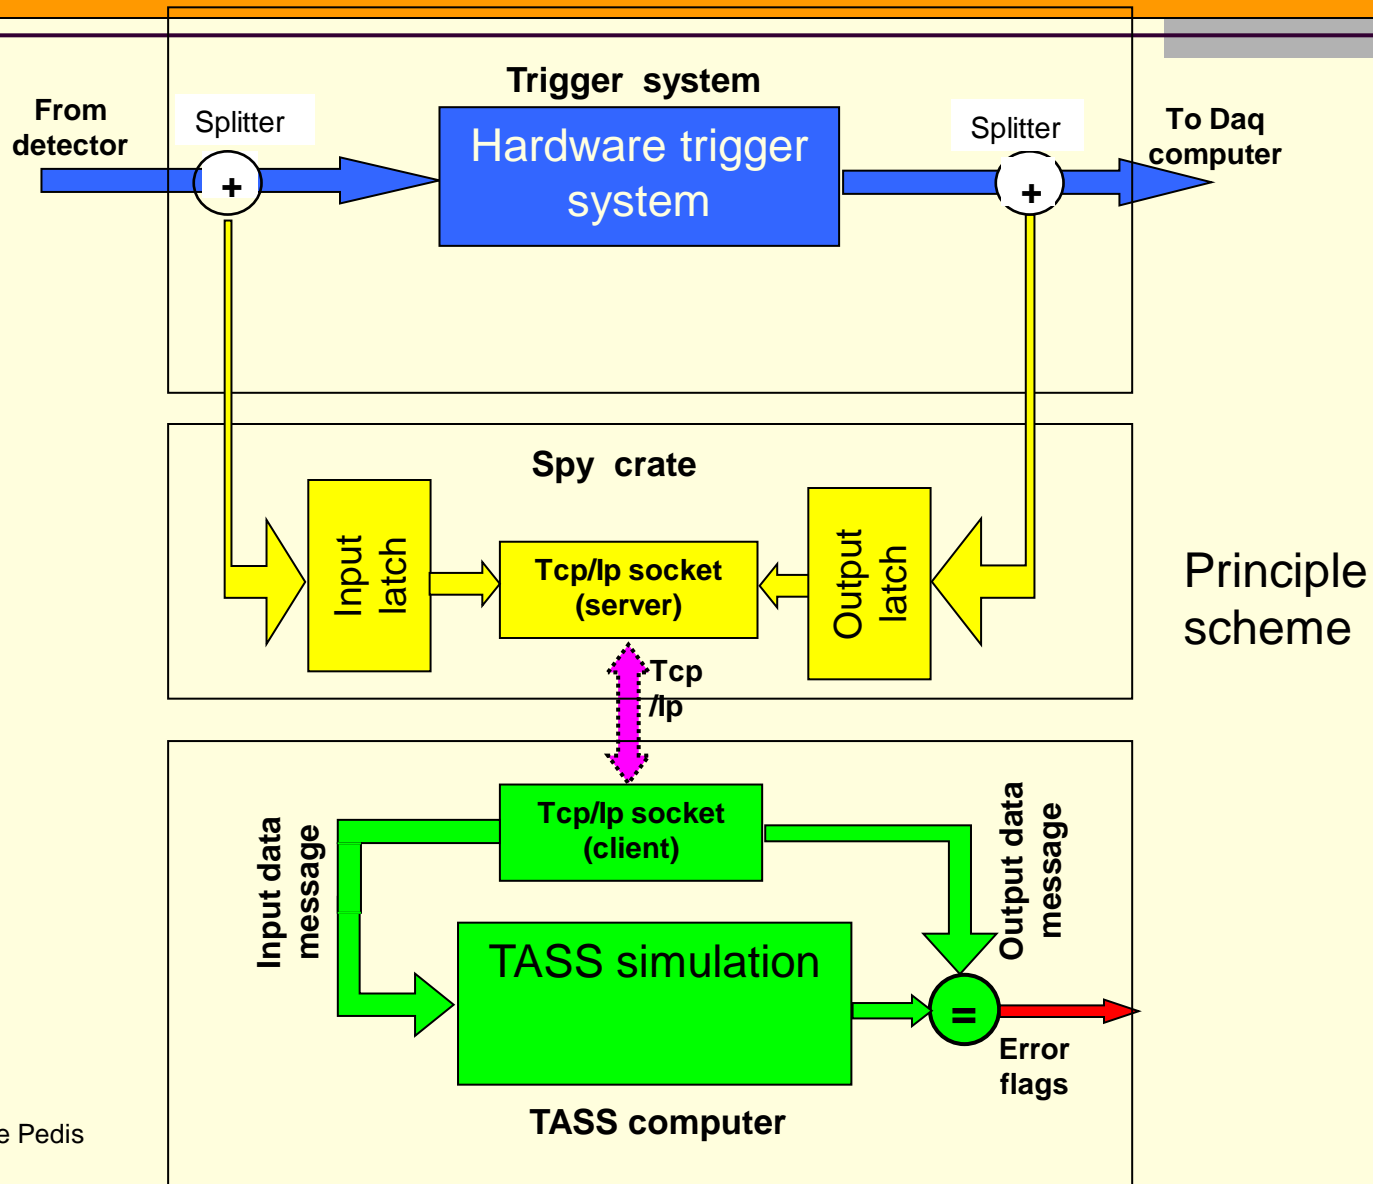 Trigger system
From
detector
Splitter
Hardware trigger
system
Splitter
To Daq
computer
+
+
Spy crate
Input
latch
Tcp/Ip socket
(server)
Output
latch
Principle
scheme
Tcp
/Ip
Tcp/Ip socket
(client)
Input data
message
Output data
message
TASS simulation
=
Error
flags
TASS computer
e Pedis